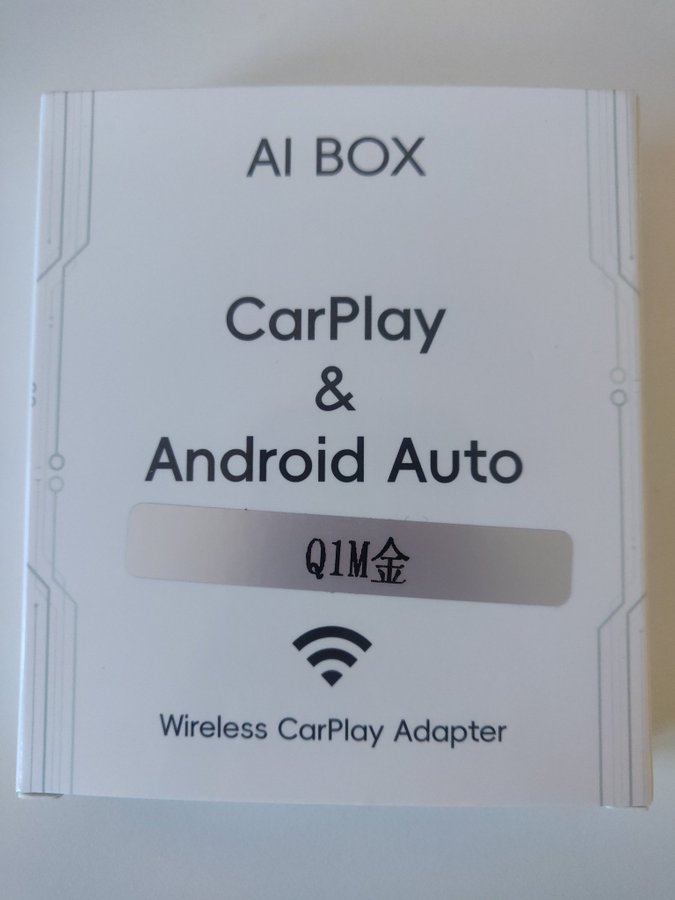 AI BOX
CarPlay
&
Android Auto
Q1M金
Wireless CarPlay Adapter